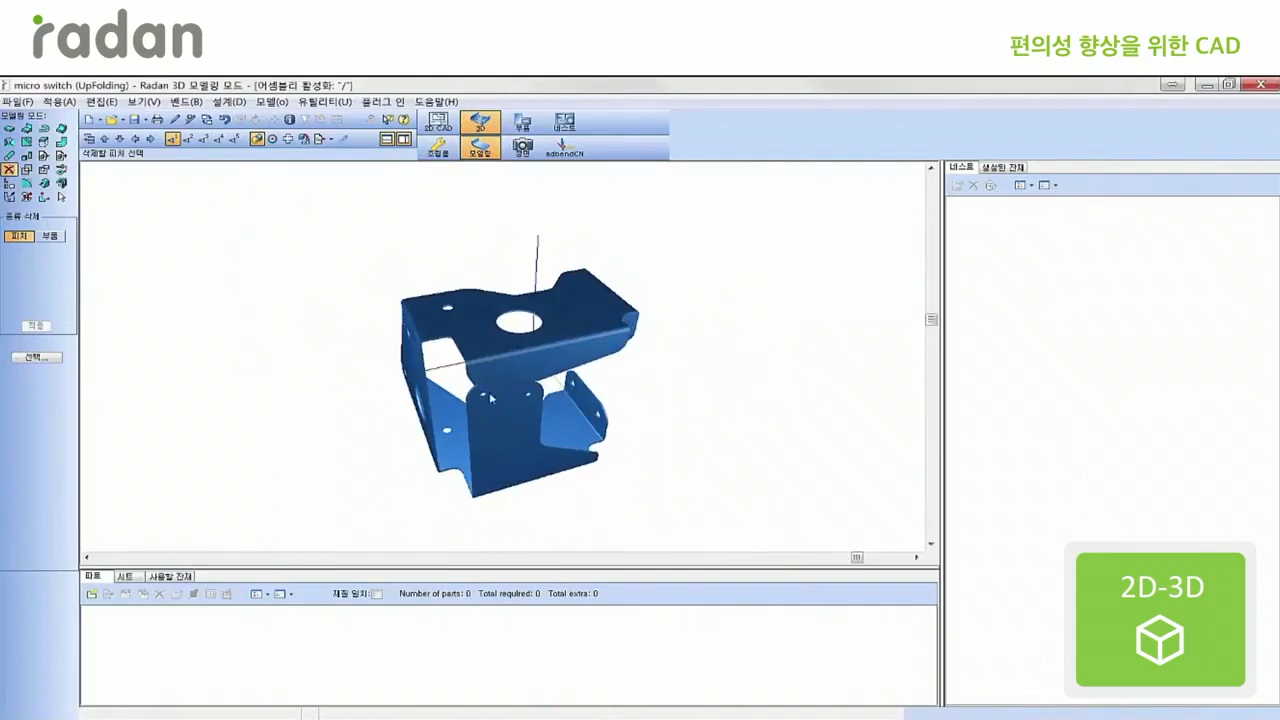 radan
편의성 향상을 위한 CAD
micro switch (UpFolding) - Radan 3D 모델링 모드 - [어셈블리 활성화: "/"]
파일(F) 적용(A) 편집(E) 보기(V) 벤드(B) 설계(D) 모델(o) 유틸리티(U) 플러그 인 도움말(H)
모델링 모드:
2D CAD 3D 부품 네스트
모델링 장면 adbendCN
삭제할 피처 선택
네스트 생성된 잔재
종류 삭제
피처 부품
적용
선택...
파트 시트 사용할 잔재
재질 일치: Number of parts: 0 Total required: 0 Total extra: 0
2D-3D